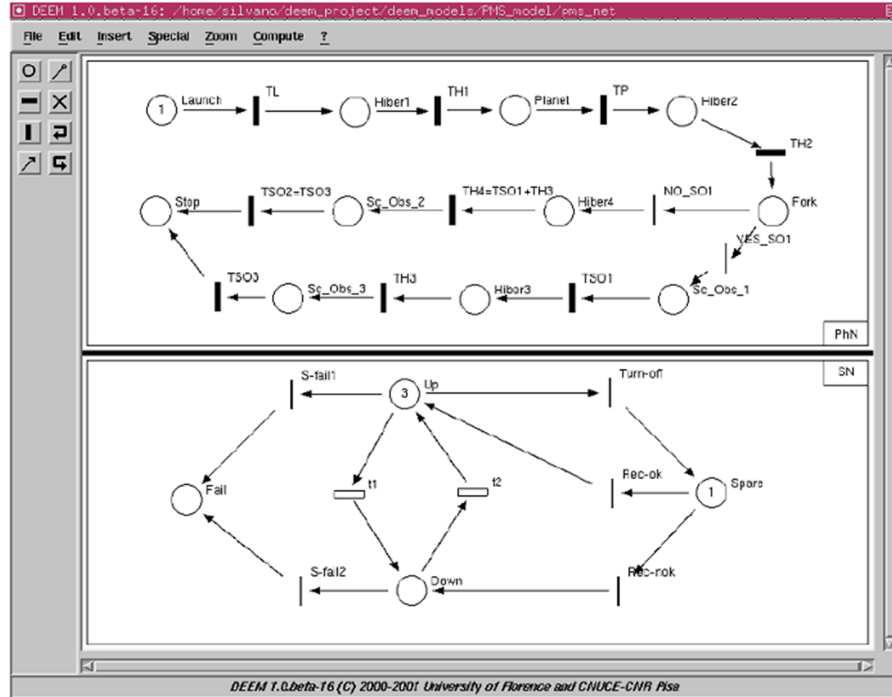 DEEM 1.0.beta-16: /home/silvano/deem_project/deem_models/PMS_model/pms_net
File Edit Insert Special Zoom Compute ?
1 Launch TL Hiber1 TH1 Planet TP Hiber2
TH2
Stop TSO2=TSO3 Sc_Obs_2 TH4=TSO1+TH3 Hiber4 NO_SO1 Fork
YES_SO1
TSO3 Sc_Obs_3 TH3 Hiber3 TSO1 Sc_Obs_1
PhN
S-fail1 3 Up Turn-off SN
Fail t1 t2 Rec-ok 1 Spare
S-fail2 Down Rec-nok
DEEM 1.0.beta-16 (C) 2000-2001 University of Florence and CNUCE-CNR Pisa